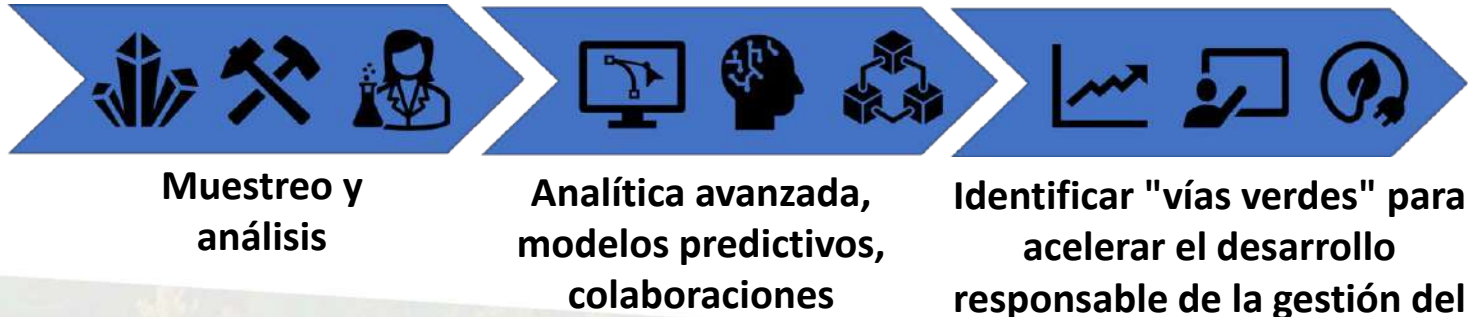 Muestreo y
análisis
Analítica avanzada,
modelos predictivos,
colaboraciones
Identificar "vías verdes" para
acelerar el desarrollo
responsable de la gestión del